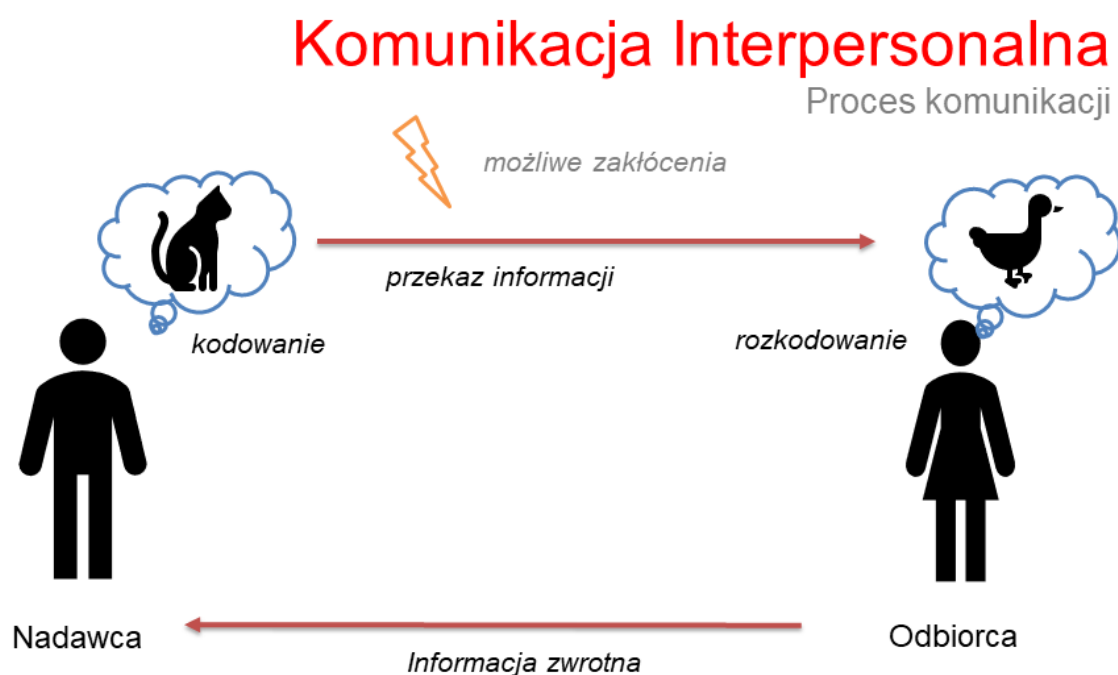 Komunikacja Interpersonalna
Proces komunikacji
możliwe zakłócenia
przekaz informacji
kodowanie
rozkodowanie
Nadawca
Odbiorca
Informacja zwrotna